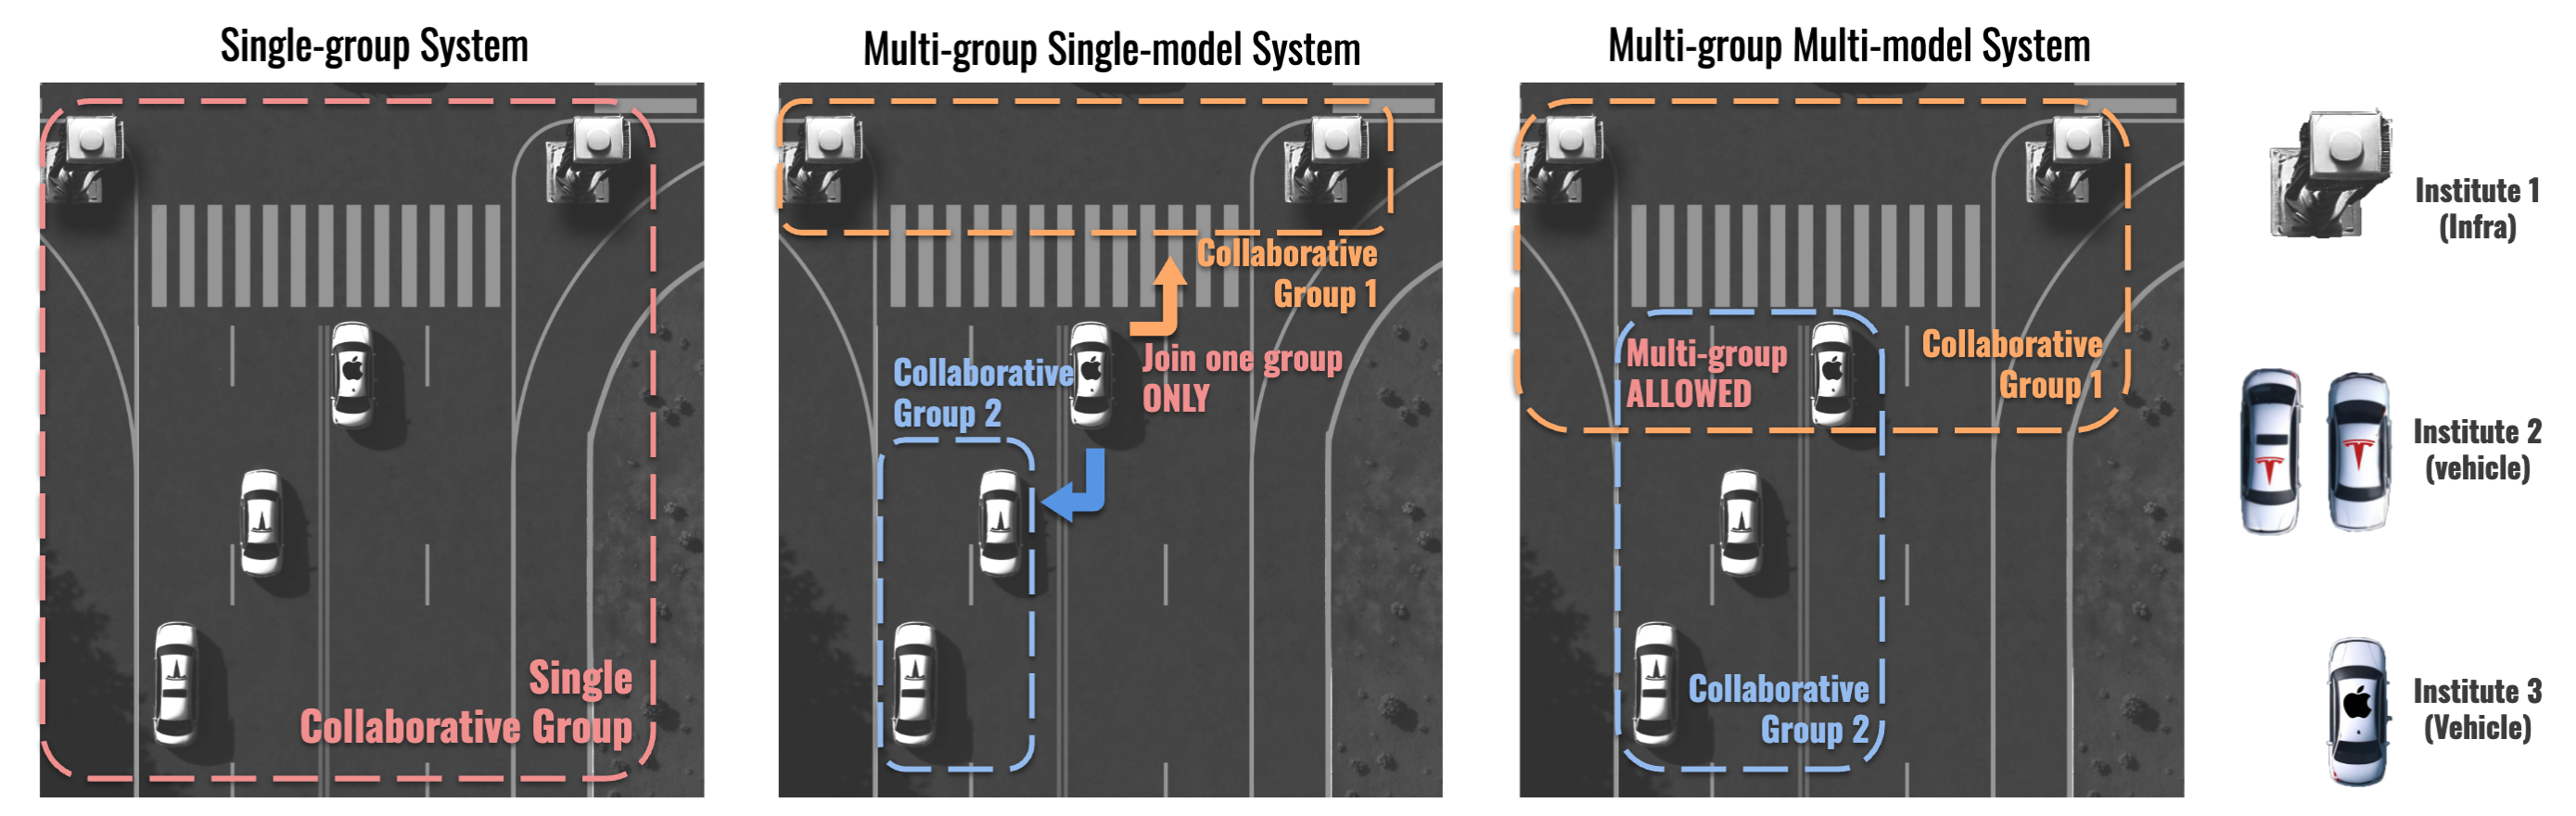 Single-group System
Single
Collaborative Group
Multi-group Single-model System
Collaborative
Group 1
Join one group
ONLY
Collaborative
Group 2
Multi-group Multi-model System
Multi-group
ALLOWED
Collaborative
Group 1
Collaborative
Group 2
Institute 1
(Infra)
Institute 2
(vehicle)
Institute 3
(Vehicle)